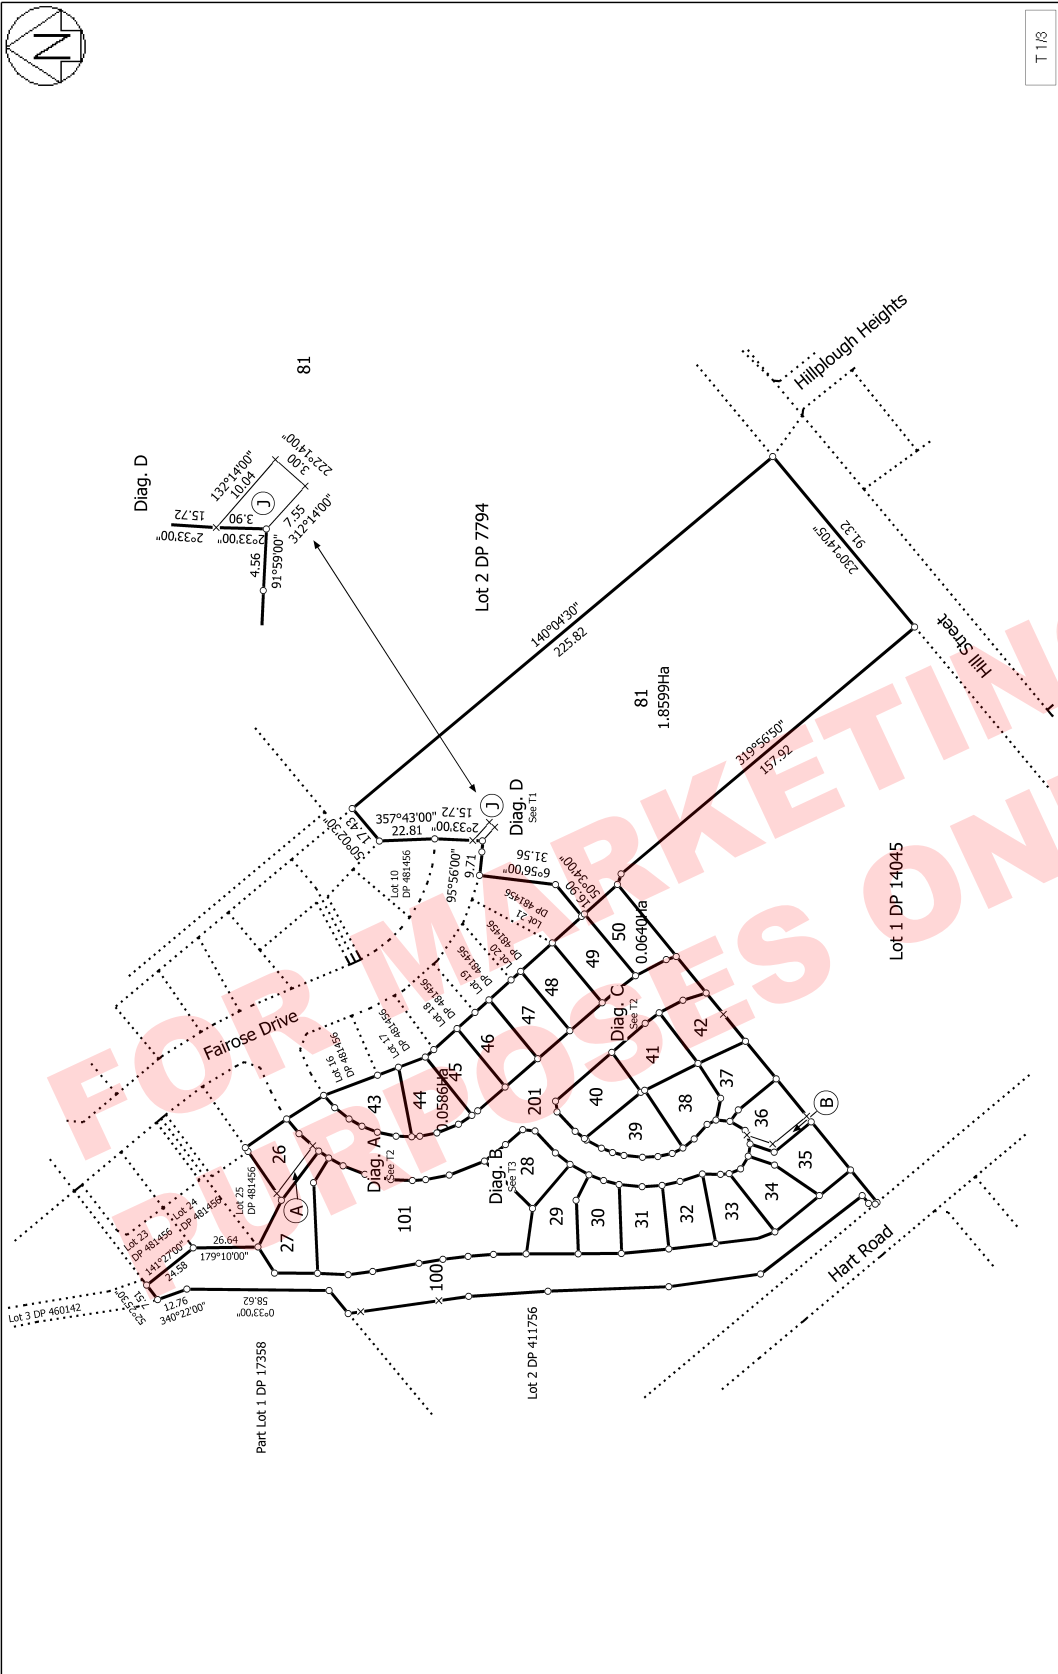 N
T 1/3
Diag. D
81
132°14'00"
10.04
3.00
222°14'00"
J
15.72
2°33'00"
3.90
2°33'00"
7.55
312°14'00"
4.56
91°59'00"
Hillplough Heights
Lot 2 DP 7794
140°04'30"
225.82
91.32
230°14'05"
Hill Street
81
1.8599Ha
319°56'50"
157.92
17.43
50°02'30"
357°43'00"
22.81
15.72
2°33'00"
J
Diag. D
See T1
Lot 10
DP 481456
95°56'00"
9.71
31.56
6°56'00"
16.90
50°34'00"
Lot 21
DP 481456
Lot 20
DP 481456
Lot 19
DP 481456
Lot 18
DP 481456
Lot 17
DP 481456
Lot 16
DP 481456
Fairose Drive
Lot 1 DP 14045
50
0.0640Ha
49
48
47
46
45
44
0.0586Ha
43
Diag. C
See T2
42
41
40
39
38
37
36
35
34
33
32
31
30
29
28
201
B
Diag. A
See T2
Diag. B
See T3
26
27
A
101
100
Lot 25
DP 481456
Lot 24
DP 481456
Lot 23
DP 481456
141°27'00"
24.58
26.64
179°10'00"
7.51
52°25'30"
12.76
340°22'00"
58.62
0°33'00"
Lot 3 DP 460142
Part Lot 1 DP 17358
Lot 2 DP 411756
Hart Road
FOR MARKETIN
PURPOSES ON